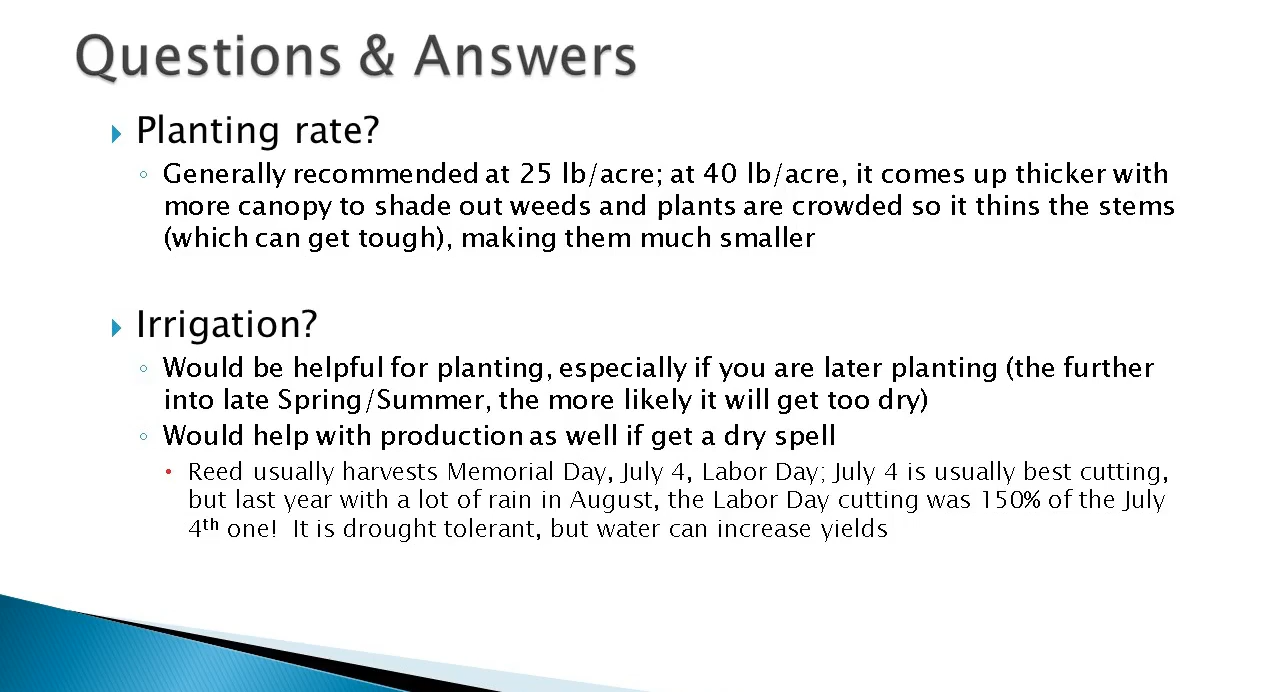 Questions & Answers
Planting rate?
Generally recommended at 25 lb/acre; at 40 lb/acre, it comes up thicker with
more canopy to shade out weeds and plants are crowded so it thins the stems
(which can get tough), making them much smaller
Irrigation?
Would be helpful for planting, especially if you are later planting (the further
into late Spring/Summer, the more likely it will get too dry)
Would help with production as well if get a dry spell
Reed usually harvests Memorial Day, July 4, Labor Day; July 4 is usually best cutting,
but last year with a lot of rain in August, the Labor Day cutting was 150% of the July
4th one!  It is drought tolerant, but water can increase yields